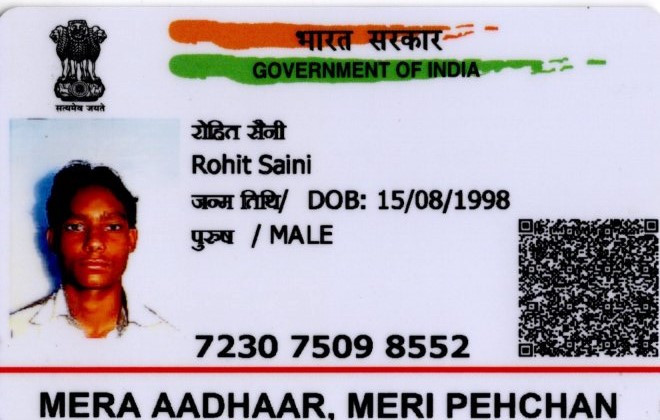 भारत सरकार
GOVERNMENT OF INDIA
सत्यमेव जयते
रोहित सैनी
Rohit Saini
जन्म तिथि/ DOB: 15/08/1998
पुरुष / MALE
7230 7509 8552
MERA AADHAAR, MERI PEHCHAN